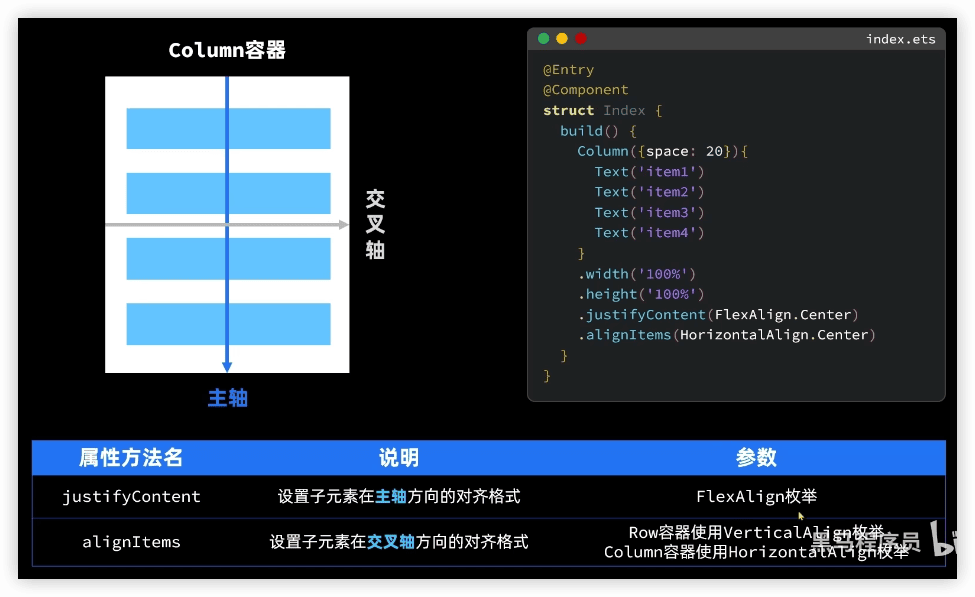 Column容器
交叉轴
主轴
index.ets
@Entry
@Component
struct Index {
build() {
Column({space: 20}){
Text('item1')
Text('item2')
Text('item3')
Text('item4')
}
.width('100%')
.height('100%')
.justifyContent(FlexAlign.Center)
.alignItems(HorizontalAlign.Center)
}
}
属性方法名 说明 参数
justifyContent 设置子元素在主轴方向的对齐格式 FlexAlign枚举
alignItems 设置子元素在交叉轴方向的对齐格式 Row容器使用VerticalAlign枚举
Column容器使用HorizontalAlign枚举
黑马程序员